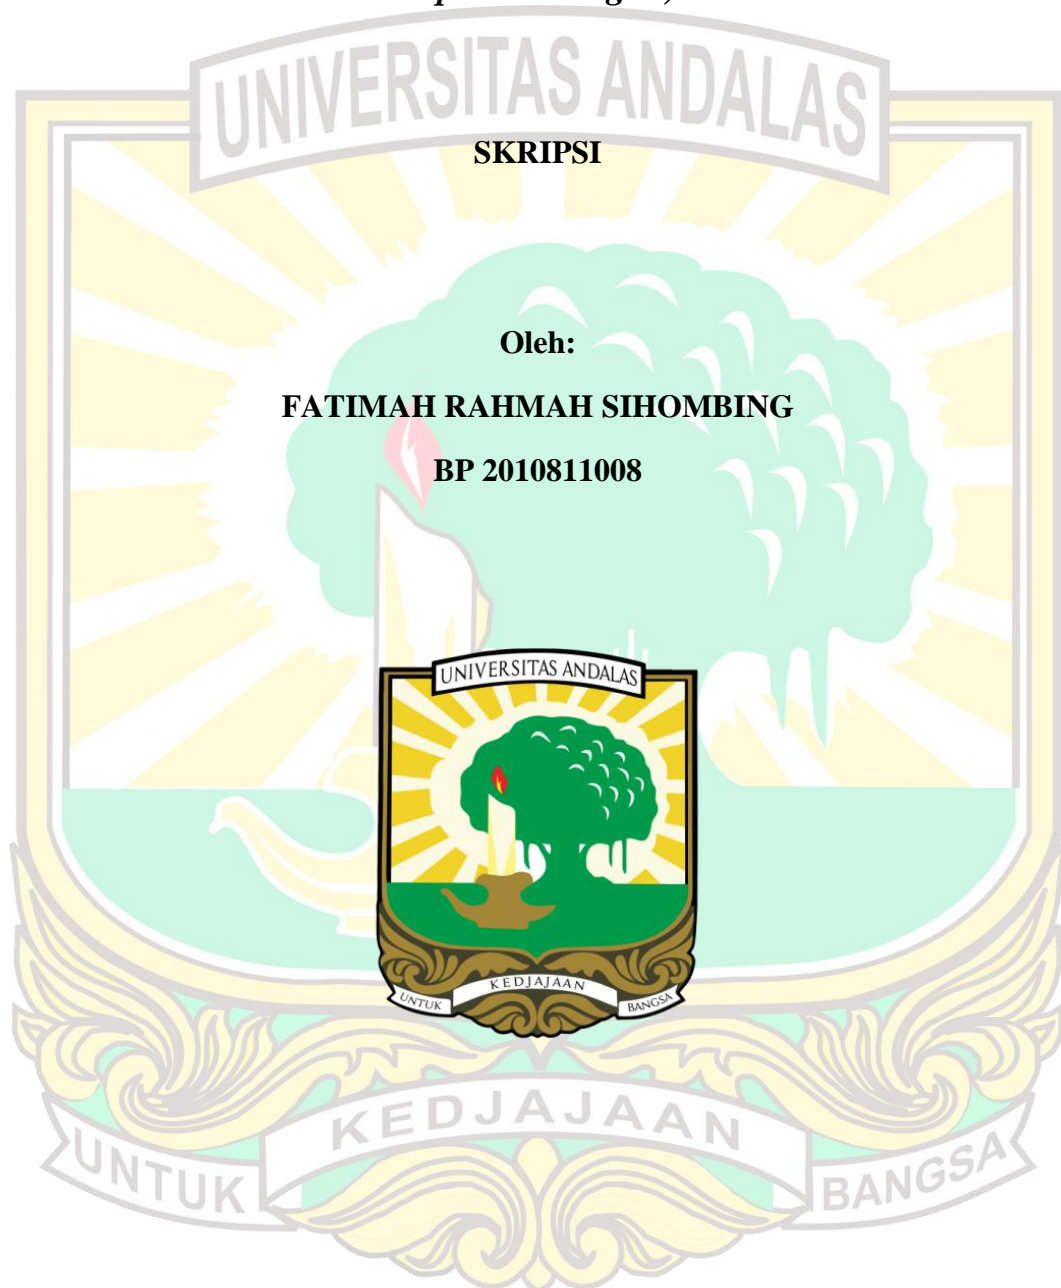 UNIVERSITAS ANDALAS
SKRIPSI
Oleh:
FATIMAH RAHMAH SIHOMBING
BP 2010811008
UNIVERSITAS ANDALAS
UNTUK KEDJAJAAN BANGSA
UNTUK KEDJAJAAN BANGSA